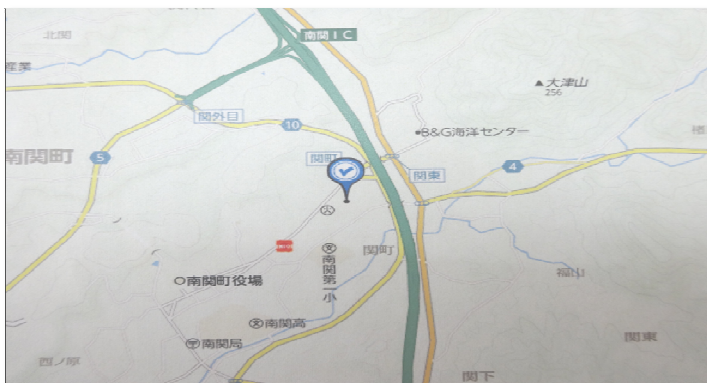 北関
南関IC
産業
大津山
256
関外目
10
B&G海洋センター
南関町
5
関町
関東
4
南関第一小
関町
南関町役場
福山
南関高
南関局
関東
西ノ原
関下